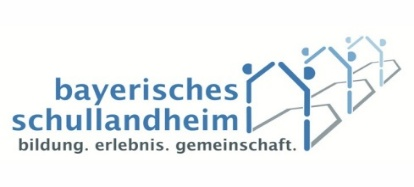 bayerisches
schullandheim
bildung. erlebnis. gemeinschaft.